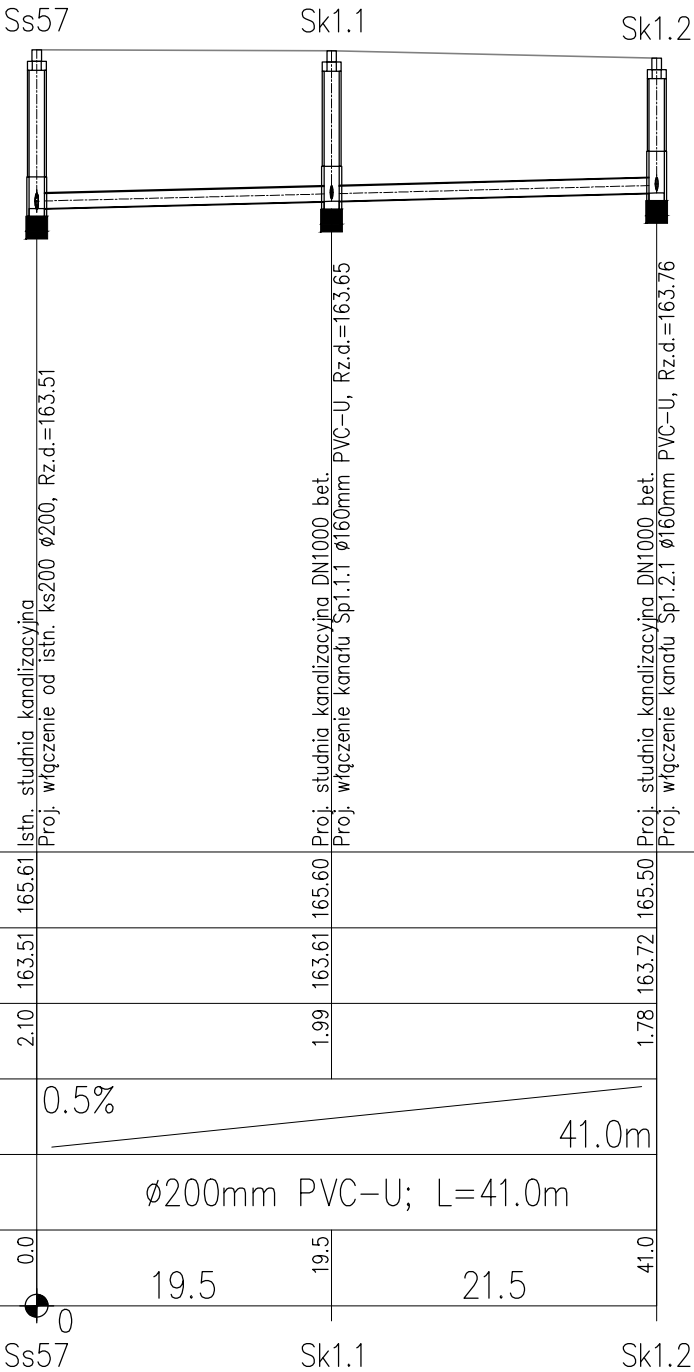 Ss57
Sk1.1
Sk1.2
Istn. studnia kanalizacyjna
Proj. włączenie od istn. ks200 ø200, Rz.d.=163.51
Proj. studnia kanalizacyjna DN1000 bet.
Proj. włączenie kanału Sp1.1.1 ø160mm PVC-U, Rz.d.=163.65
Proj. studnia kanalizacyjna DN1000 bet.
Proj. włączenie kanału Sp1.2.1 ø160mm PVC-U, Rz.d.=163.76
165.61
165.60
165.50
163.51
163.61
163.72
2.10
1.99
1.78
0.5%
41.0m
ø200mm PVC-U; L=41.0m
0.0
19.5
19.5
21.5
41.0
0
Ss57
Sk1.1
Sk1.2